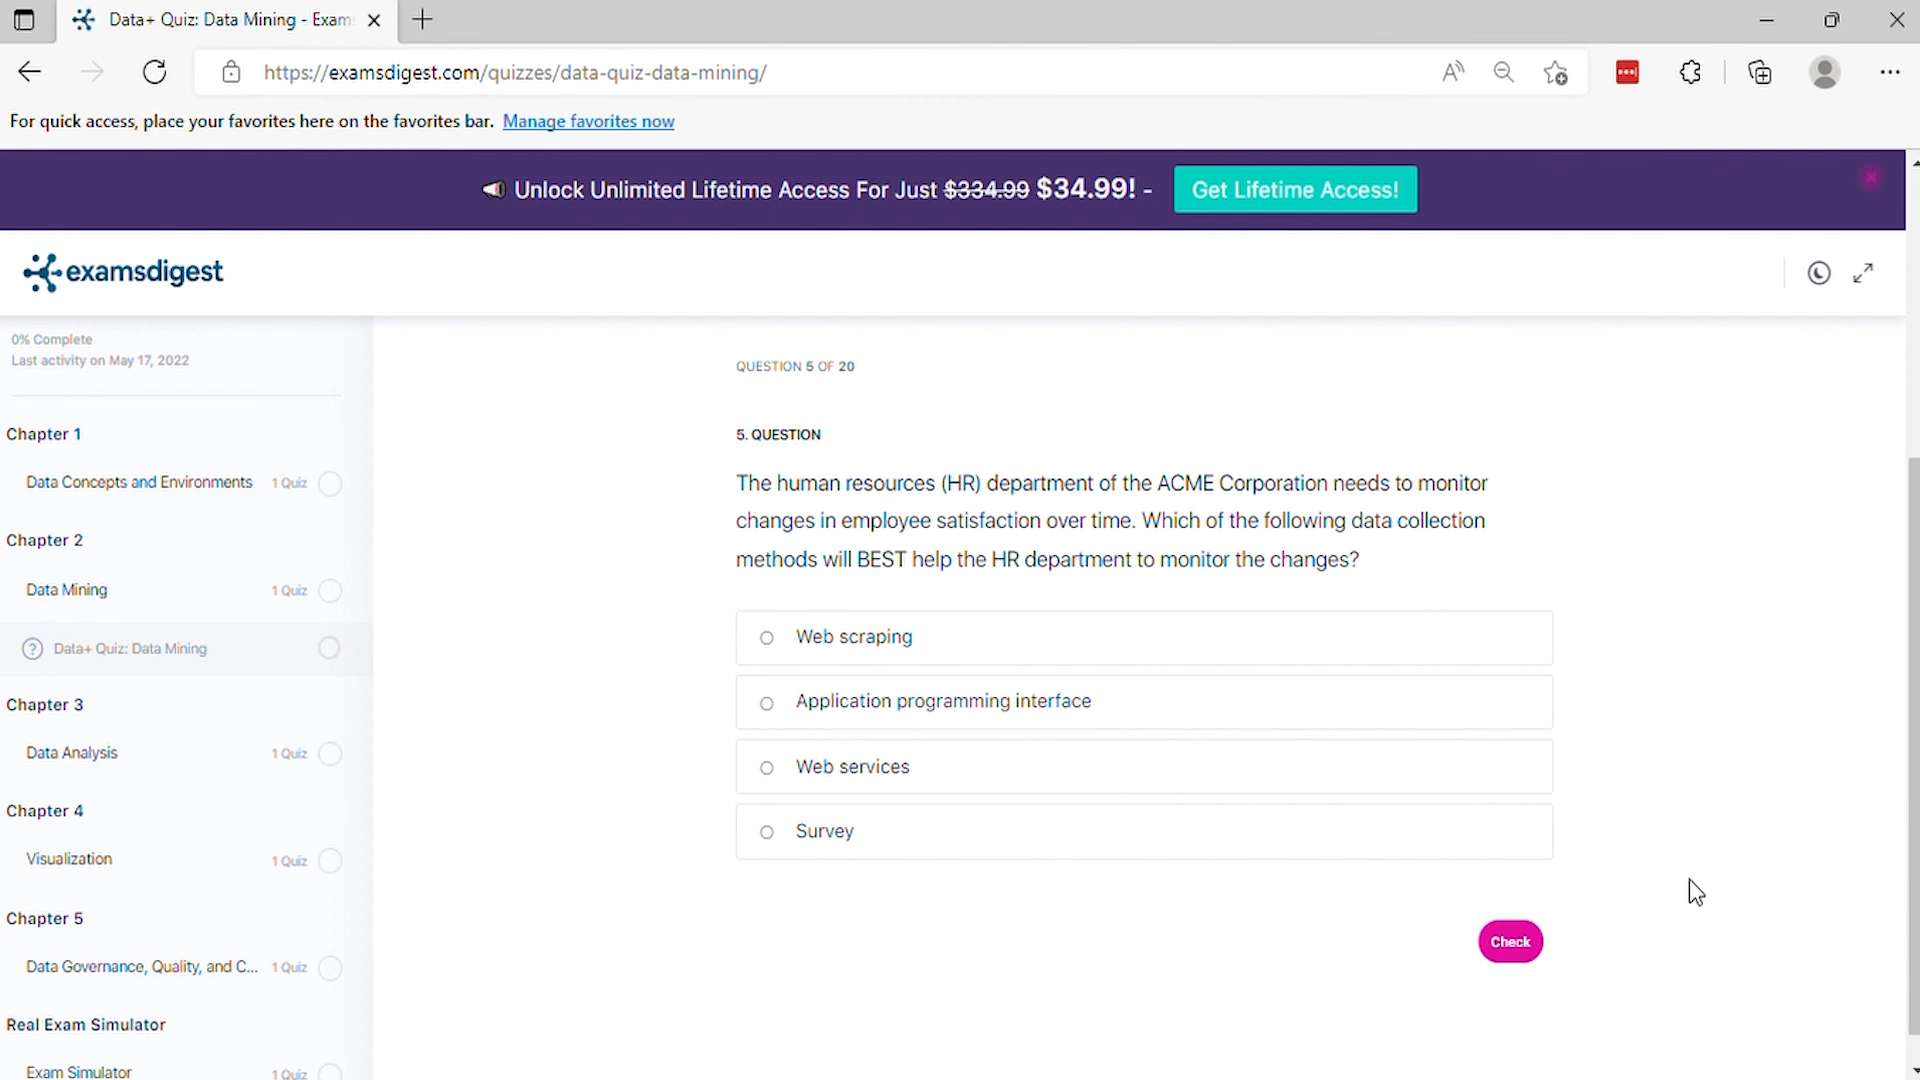 Data+ Quiz: Data Mining - Exam
https://examsdigest.com/quizzes/data-quiz-data-mining/
For quick access, place your favorites here on the favorites bar. Manage favorites now
Unlock Unlimited Lifetime Access For Just $334.99 $34.99! - Get Lifetime Access!
examsdigest
0% Complete
Last activity on May 17, 2022
Chapter 1
Data Concepts and Environments 1 Quiz
Chapter 2
Data Mining 1 Quiz
Data+ Quiz: Data Mining
Chapter 3
Data Analysis 1 Quiz
Chapter 4
Visualization 1 Quiz
Chapter 5
Data Governance, Quality, and C... 1 Quiz
Real Exam Simulator
Exam Simulator 1 Quiz
QUESTION 5 OF 20
5. QUESTION
The human resources (HR) department of the ACME Corporation needs to monitor
changes in employee satisfaction over time. Which of the following data collection
methods will BEST help the HR department to monitor the changes?
Web scraping
Application programming interface
Web services
Survey
Check